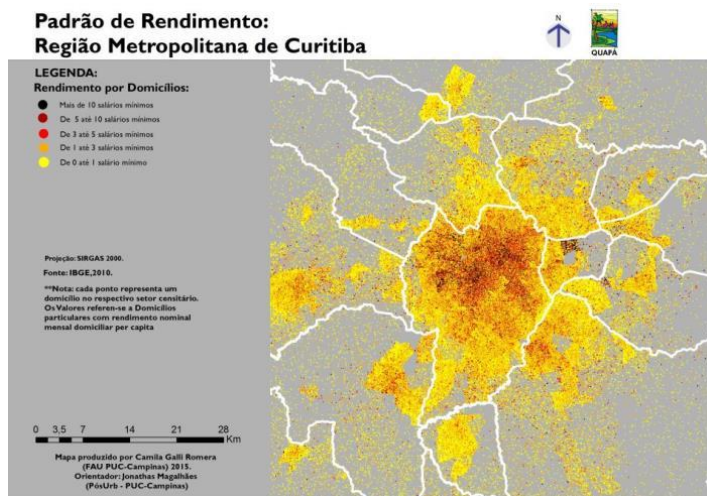 Padrão de Rendimento:
Região Metropolitana de Curitiba
N
QUAPÁ
LEGENDA:
Rendimento por Domicílios:
Mais de 10 salários mínimos
De 5 até 10 salários mínimos
De 3 até 5 salários mínimos
De 1 até 3 salários mínimos
De 0 até 1 salário mínimo
Projeção: SIRGAS 2000.
Fonte: IBGE,2010.
**Nota: cada ponto representa um
domicílio no respectivo setor censitário.
Os Valores referen-se a Domicílios
particulares com rendimento nominal
mensal domiciliar per capita
0 3,5 7 14 21 28
Km
Mapa produzido por Camila Galli Romera
(FAU PUC-Campinas) 2015.
Orientador: Jonathas Magalhães
(PósUrb - PUC-Campinas)